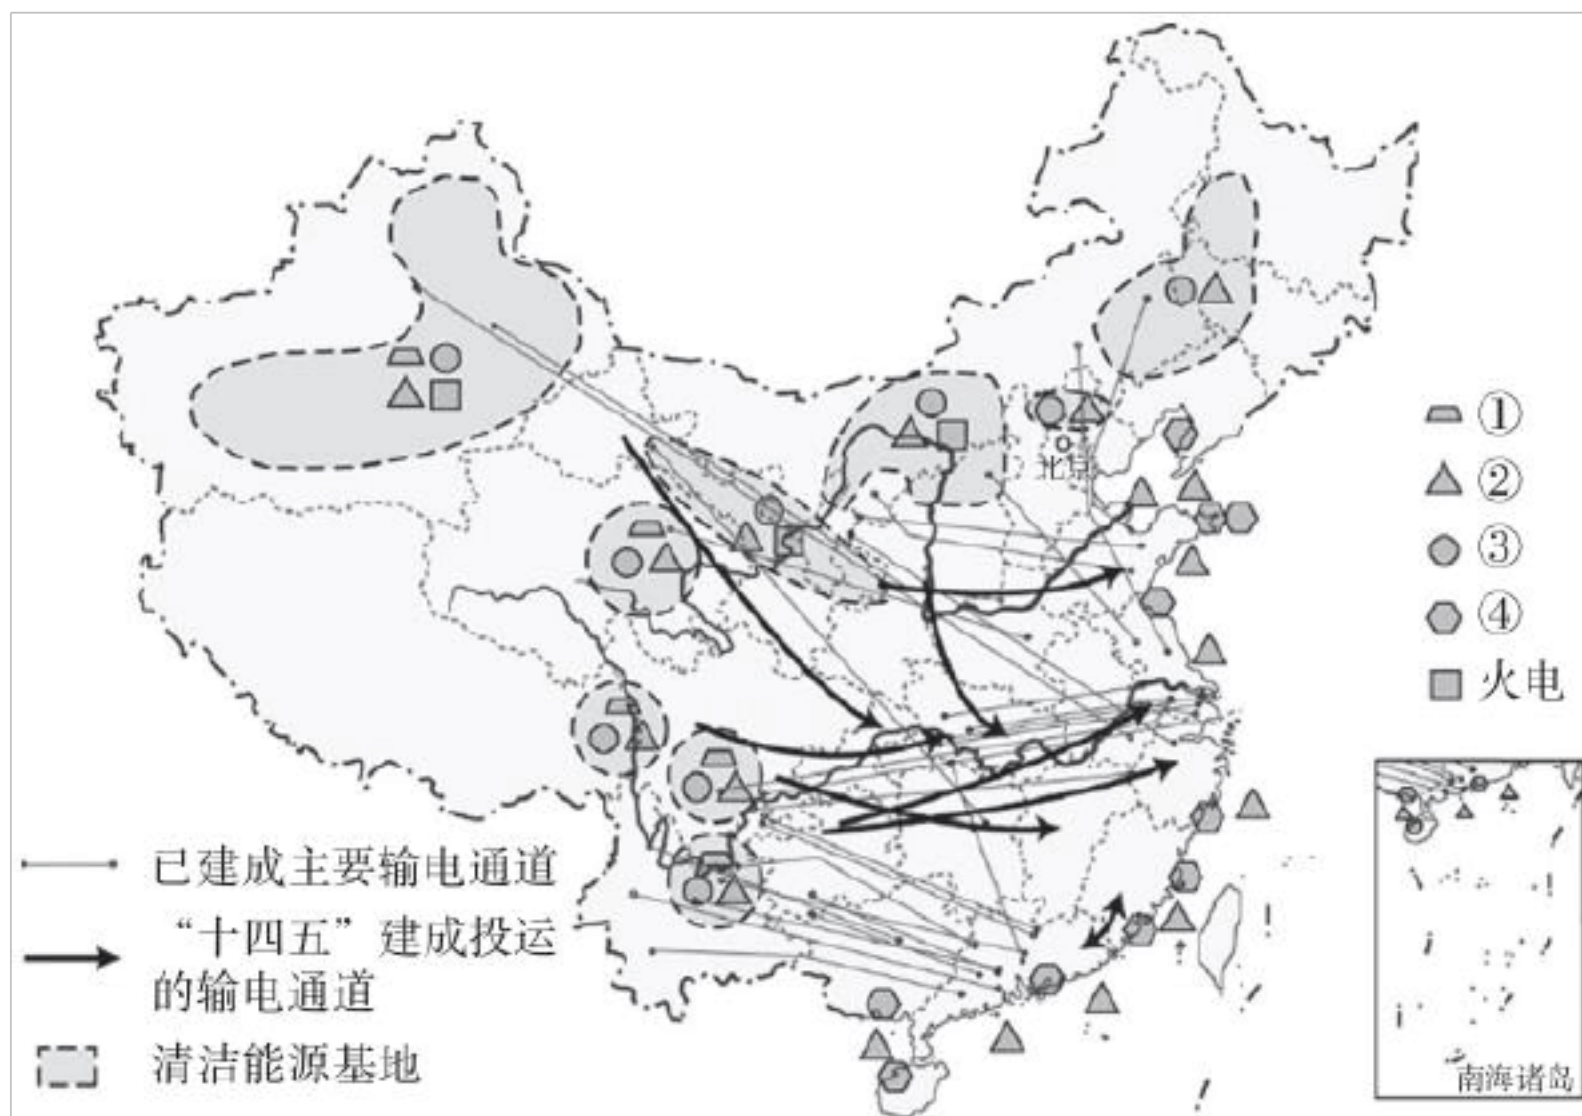 北京
①
②
③
④
火电
已建成主要输电通道
“十四五”建成投运
的输电通道
清洁能源基地
南海诸岛